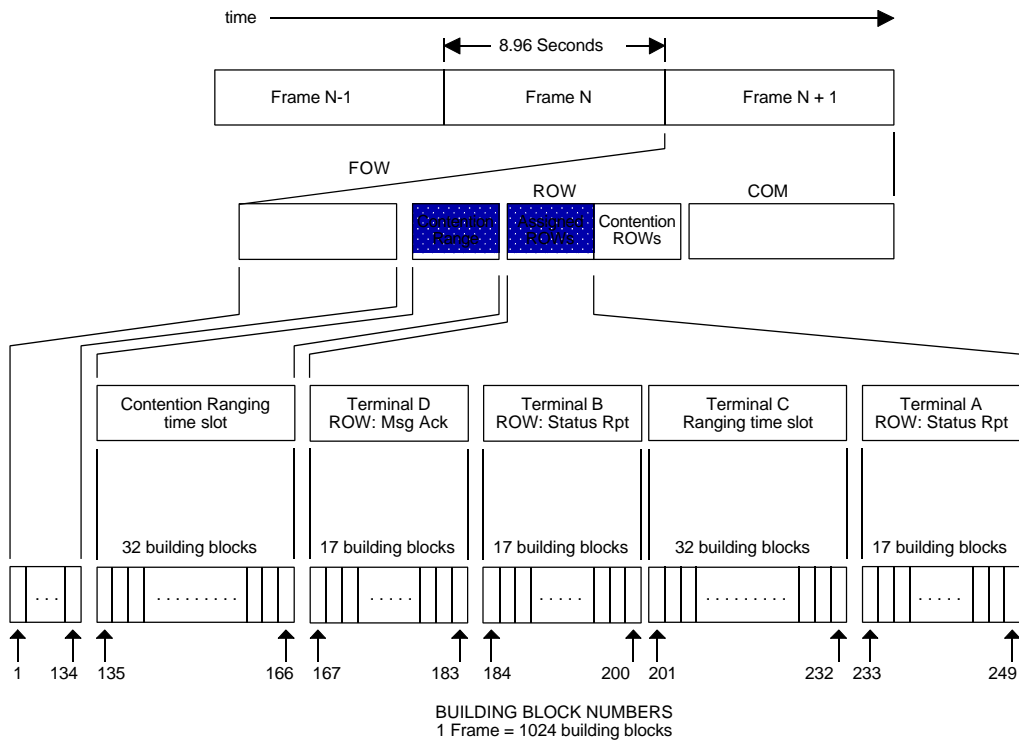 time
8.96 Seconds
Frame N-1
Frame N
Frame N + 1
FOW
ROW
COM
Contention
Range
Assigned
ROWs
Contention
ROWs
Contention Ranging
time slot
Terminal D
ROW: Msg Ack
Terminal B
ROW: Status Rpt
Terminal C
Ranging time slot
Terminal A
ROW: Status Rpt
32 building blocks
17 building blocks
17 building blocks
32 building blocks
17 building blocks
1
134
135
166
167
183
184
200
201
232
233
249
BUILDING BLOCK NUMBERS
1 Frame = 1024 building blocks